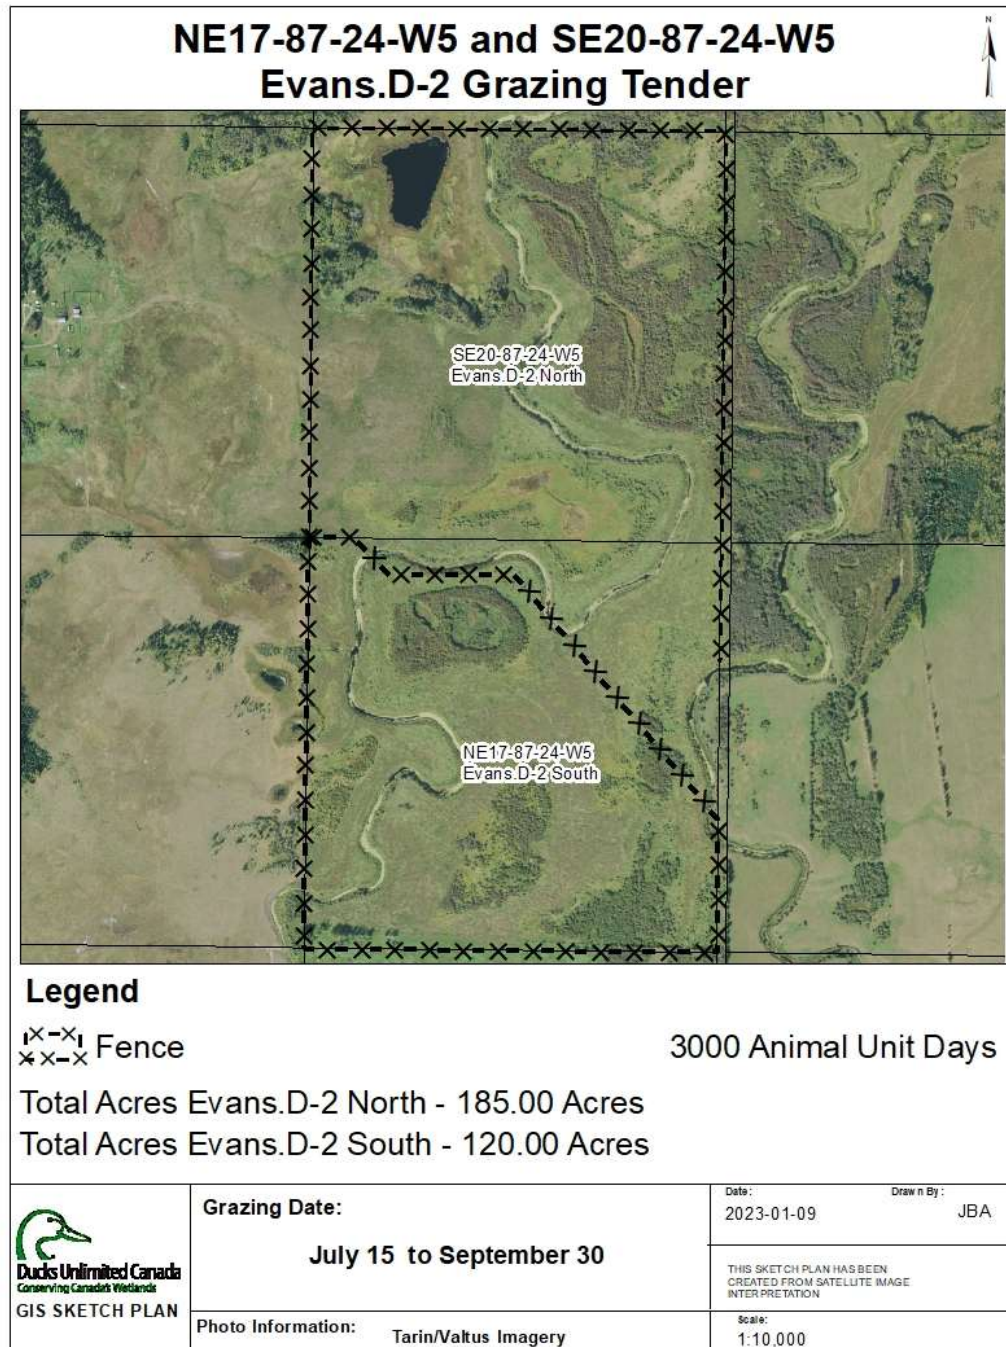 NE17-87-24-W5 and SE20-87-24-W5
Evans.D-2 Grazing Tender
N
SE20-87-24-W5
Evans.D-2 North
NE17-87-24-W5
Evans.D-2 South
Legend
Fence
3000 Animal Unit Days
Total Acres Evans.D-2 North - 185.00 Acres
Total Acres Evans.D-2 South - 120.00 Acres
Ducks Unlimited Canada
Conserving Canada's Wetlands
GIS SKETCH PLAN
Grazing Date:
July 15 to September 30
Photo Information:
Tarin/Valtus Imagery
Date:
2023-01-09
Drawn By:
JBA
THIS SKETCH PLAN HAS BEEN
CREATED FROM SATELLITE IMAGE
INTERPRETATION
Scale:
1:10,000